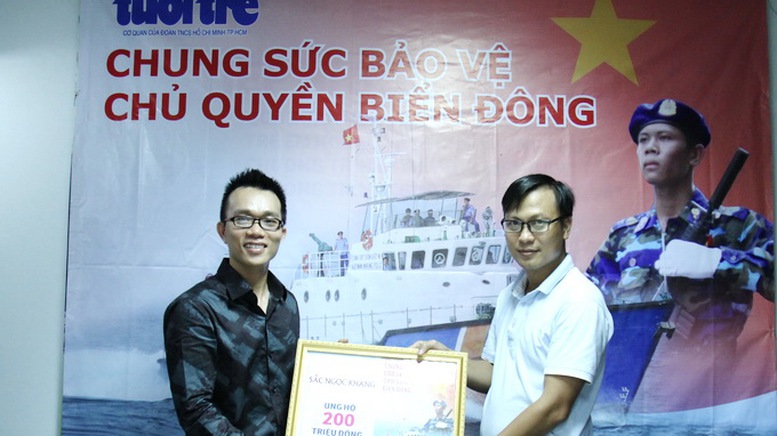 tuổi trẻ
CƠ QUAN CỦA ĐOÀN TNCS HỒ CHÍ MINH TP HCM
CHUNG SỨC BẢO VỆ
CHỦ QUYỀN BIỂN ĐÔNG
SẮC NGỌC KHANG
ỦNG HỘ
200
TRIỆU ĐỒNG